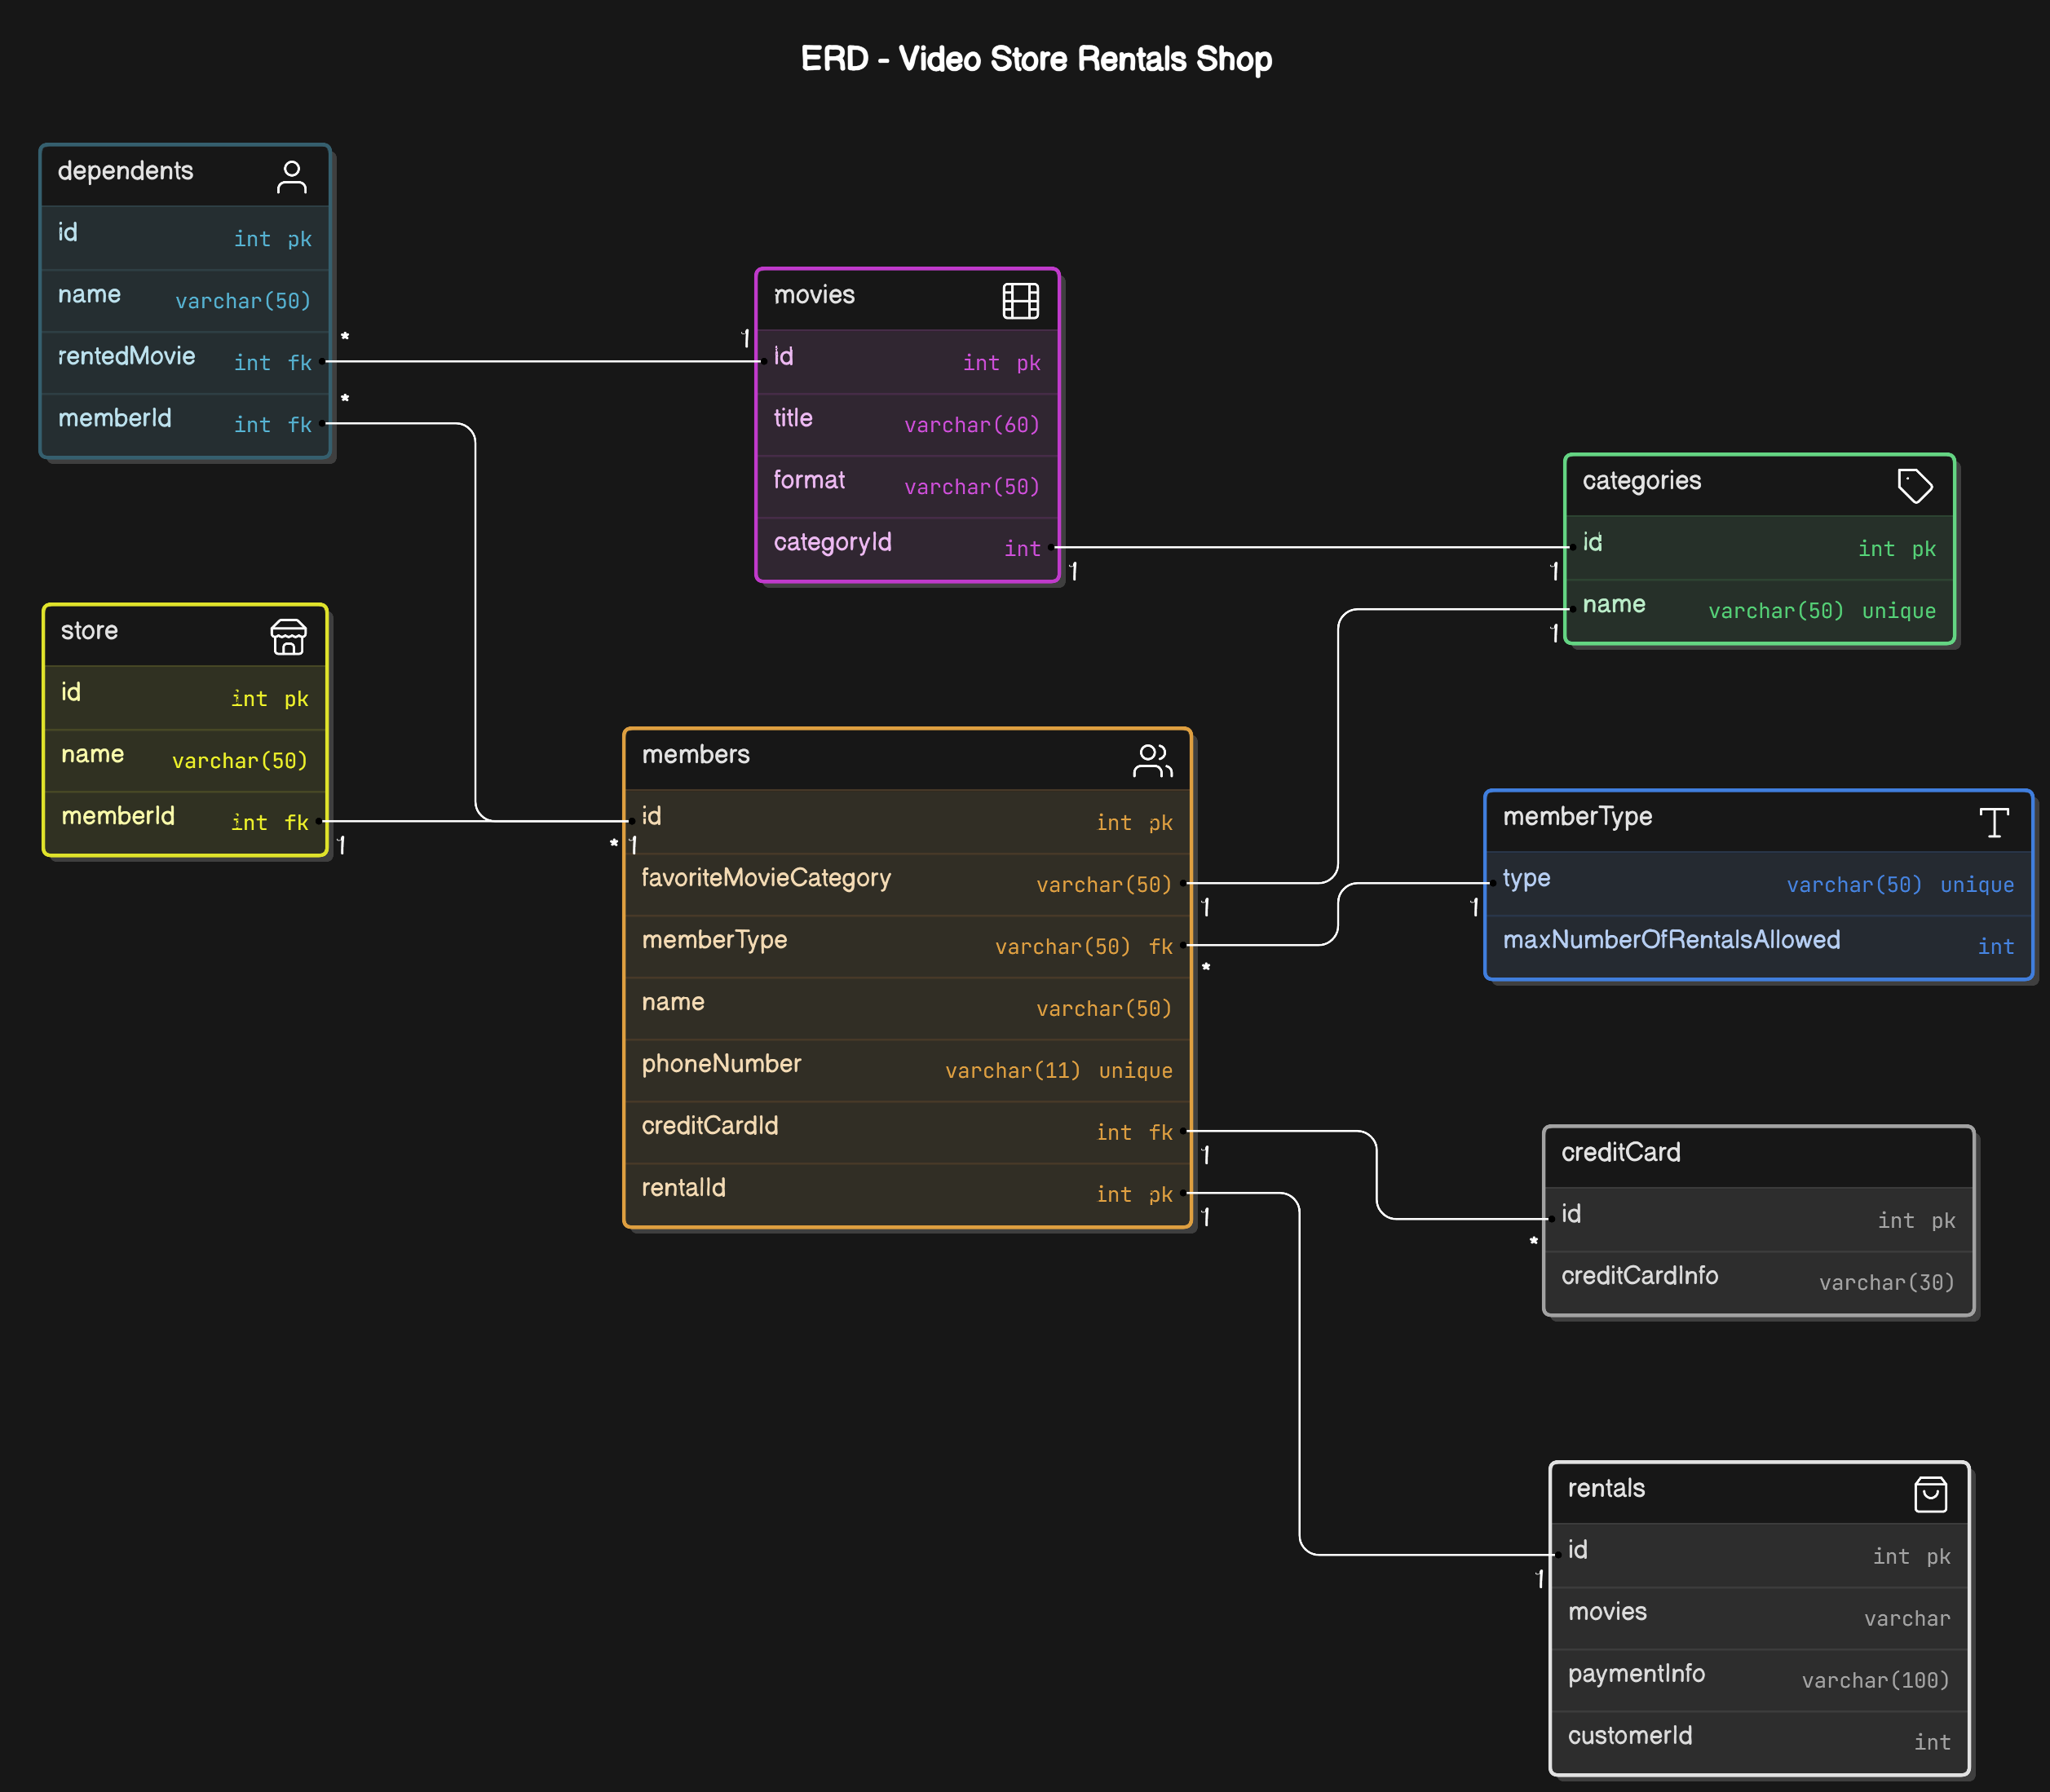 ERD - Video Store Rentals Shop
dependents
id int pk
name varchar(50)
rentedMovie int fk
memberId int fk
*
*
movies
1
id int pk
title varchar(60)
format varchar(50)
categoryId int
1
categories
id int pk
1
name varchar(50) unique
1
store
id int pk
name varchar(50)
memberId int fk
1
members
id int pk
* 1
favoriteMovieCategory varchar(50)
1
memberType varchar(50) fk
*
name varchar(50)
phoneNumber varchar(11) unique
creditCardId int fk
1
rentalId int pk
1
memberType
type varchar(50) unique
1
maxNumberOfRentalsAllowed int
creditCard
id int pk
*
creditCardInfo varchar(30)
rentals
id int pk
1
movies varchar
paymentInfo varchar(100)
customerId int